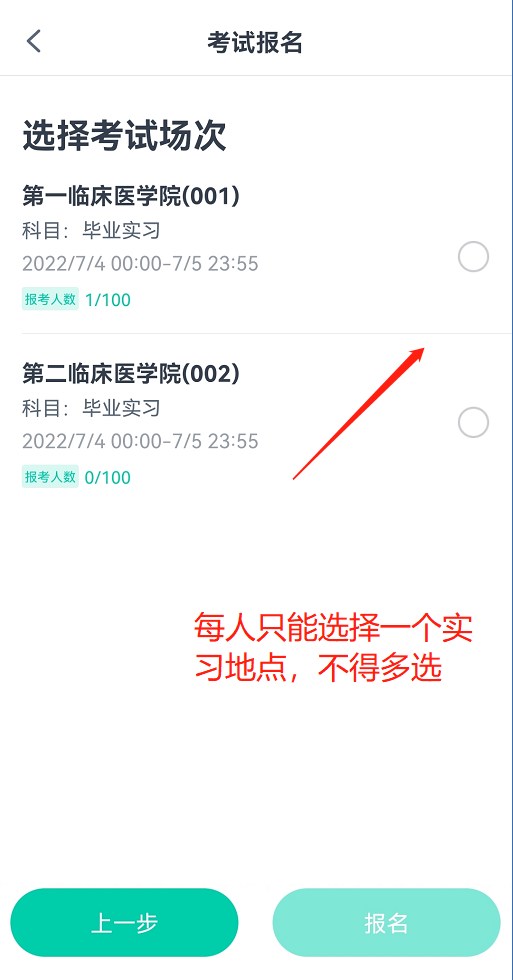 考试报名
选择考试场次
第一临床医学院(001)
科目：毕业实习
2022/7/4 00:00-7/5 23:55
报考人数 1/100
第二临床医学院(002)
科目：毕业实习
2022/7/4 00:00-7/5 23:55
报考人数 0/100
每人只能选择一个实
习地点，不得多选
上一步
报名